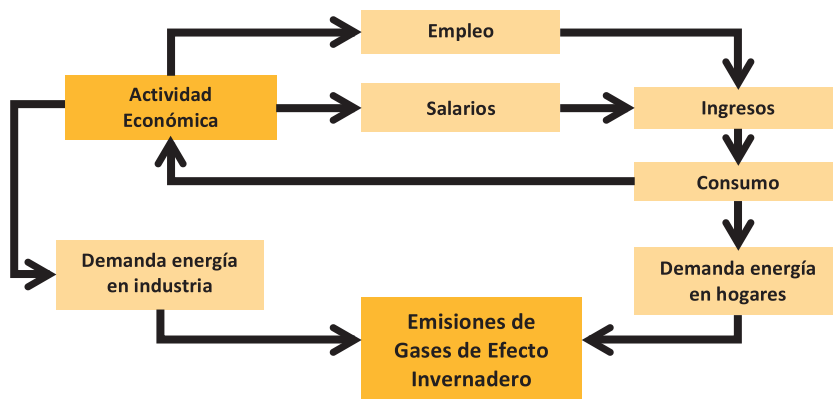 Empleo
Actividad
Económica
Salarios
Ingresos
Consumo
Demanda energía
en industria
Demanda energía
en hogares
Emisiones de
Gases de Efecto
Invernadero